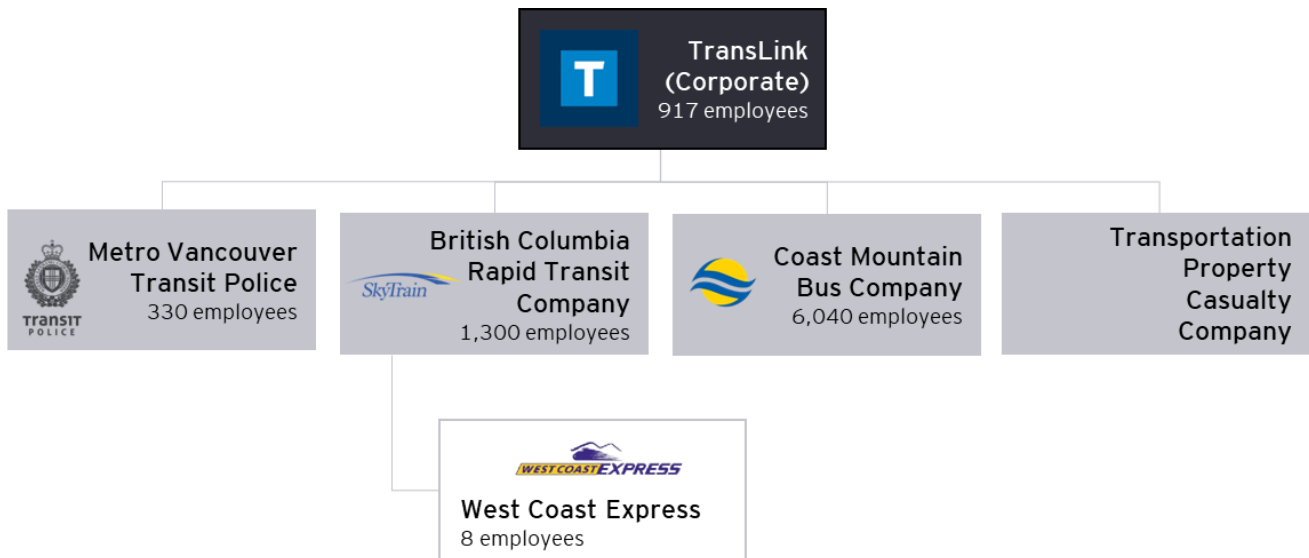 T
TransLink
(Corporate)
917 employees
TRANSIT
POLICE
Metro Vancouver
Transit Police
330 employees
SkyTrain
British Columbia
Rapid Transit
Company
1,300 employees
Coast Mountain
Bus Company
6,040 employees
Transportation
Property
Casualty
Company
WEST COAST EXPRESS
West Coast Express
8 employees